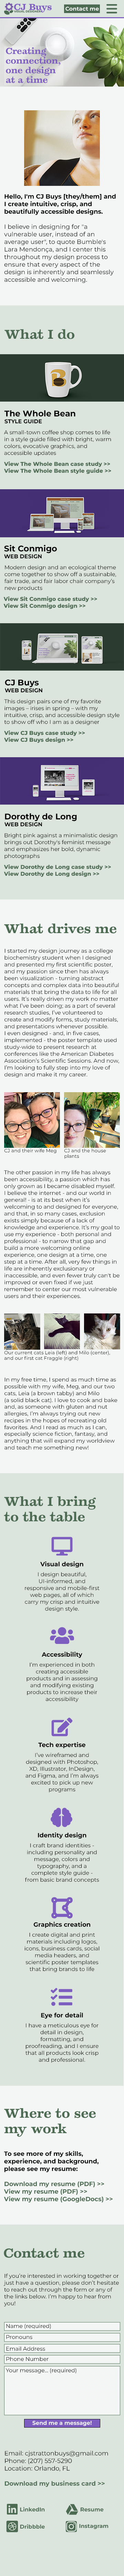 CJ Buys
Contact me
Creating
connection,
one design
at a time
Hello, I'm CJ Buys [they/them] and
I create intuitive, crisp, and
beautifully accessible designs.
I believe in designing for "a
vulnerable user, instead of an
average user", to quote Bumble's
Laura Parra Lafargonça, and I center this
throughout my design process to
ensure that every aspect of the
design is inherently and seamlessly
accessible and welcoming.
What I do
The Whole Bean
STYLE GUIDE
A small-town coffee shop comes to life
in a style guide filled with bright, warm
colors, evocative graphics, and
accessible updates
View The Whole Bean case study >>
View The Whole Bean style guide >>
Sit Conmigo
WEB DESIGN
Modern design and an analogical theme
come together to show off a sustainable,
fair trade, and fair labor chair company's
new products
View Sit Conmigo case study >>
View Sit Conmigo design >>
CJ Buys
WEB DESIGN
This design pairs one of my favorite
images - irises in spring - with my
intuitive, crisp, and accessible design style
to show off who I am as a designer
View CJ Buys case study >>
View CJ Buys design >>
Dorothy de Long
WEB DESIGN
Bright pink against a minimalistic design
brings out Dorothy's feminist message
and emphasizes her bold, dynamic
photographs
View Dorothy de Long case study >>
View Dorothy de Long design >>
What drives me
I started my design journey as a college
biochemistry student when I designed
and presented my first scientific poster,
and my passion since then has always
been evolution - turning abstract
concepts and complex data into beautiful
materials that bring the data to life for all
users. It's really driven my work no matter
what I do. As a part of my work in
research studies, I've volunteered to
create and modify forms, study materials,
and presentations whenever possible.
I even designed - and, in five cases,
implemented - the poster template used
study-wide to present research at
conferences like the American Diabetes
Association's Scientific Sessions. And now,
I'm looking to fully step into my love of
design and make it my career.
CJ and their wife Meg
CJ and the house
plants
The other passion in my life has always
been accessibility, a passion which has
only grown as I became disabled myself.
I believe the internet - and our world in
general - is at its best when it's
welcoming to and designed for everyone,
and that, in so many cases, exclusion
exists simply because of a lack of
knowledge or lived experience. It's my goal to
use my experience - both personal and
professional - to narrow that gap and
build a more welcoming online
experience, one design at a time, one
step at a time. After all, very few things in
life are inherently exclusionary or
inaccessible, and even fewer truly can't be
improved or even fixed if we just
remember to center our most vulnerable
users and their experiences.
Our current cats Lara (left) and Milo (center),
and our first cat Fraggle (right)
In my free time, I spend as much time as
possible with my wife, Meg, and our two
cats, Lara (a brown tabby) and Milo
(a solid black cat). I love to cook and bake
and, as someone with gluten and nut
allergies, I'm always trying out new
recipes in the hopes of finding old and new
favorites. And I read as much as I can,
especially science fiction, fantasy, and
anything that will expand my worldview
and teach me something new!
What I bring
to the table
Visual design
I design beautiful,
UI-informed, and
responsive and mobile-first
web pages, all of which
carry my crisp and intuitive
design style.
Accessibility
I'm experienced in both
creating accessible
products and in assessing
and modifying existing
products to increase their
accessibility
Tech expertise
I've wireframed and
designed with Photoshop,
XD, Illustrator, InDesign,
and Figma, and I'm always
excited to pick up new
programs
Identity design
I craft brand identities -
including personality and
message, colors and
typography, and a
complete style guide -
from basic brand concepts
Graphics creation
I create digital and print
materials including logos,
icons, business cards, social
media headers, and
scientific poster templates
that bring brands to life
Eye for detail
I have a meticulous eye for
detail in design,
formatting, and
proofreading, and I ensure
that all products look crisp
and professional.
Where to see
my work
To see more of my skills,
experience, and background,
please see my resume:
Download my resume (PDF) >>
View my resume (PDF) >>
View my resume (GoogleDocs) >>
Contact me
If you're interested in working together or
just have a question, please don't hesitate
to reach out through the form or any of
the links below. I'm happy to hear from
you!
Name (required)
Pronouns
Email Address
Phone Number
Your message... (required)
Send me a message!
Email: cjstrattonbuys@gmail.com
Phone: (207) 557-5290
Location: Orlando, FL
Download my business card >>
LinkedIn
Resume
Dribbble
Instagram